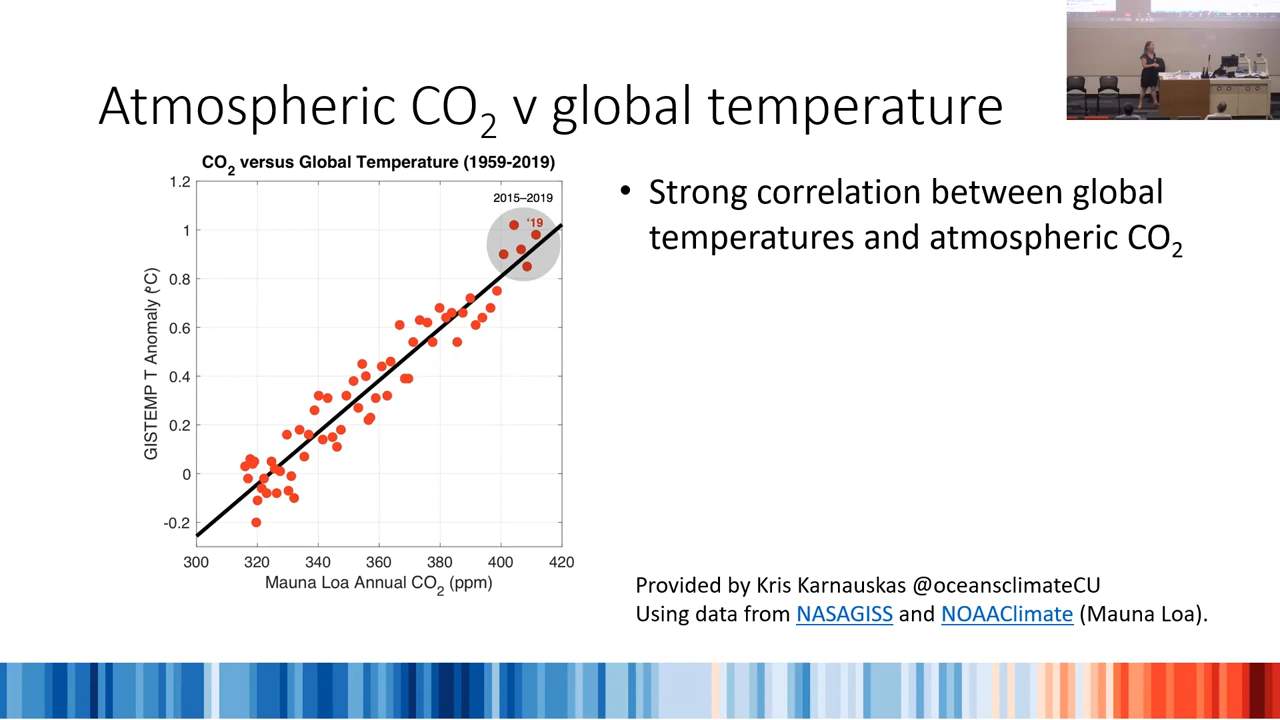 Atmospheric CO2 v global temperature
CO2 versus Global Temperature (1959-2019)
1.2
1
0.8
0.6
0.4
0.2
0
-0.2
GISTEMP T Anomaly (°C)
2015–2019
'19
300 320 340 360 380 400 420
Mauna Loa Annual CO2 (ppm)
• Strong correlation between global
temperatures and atmospheric CO2
Provided by Kris Karnauskas @oceansclimateCU
Using data from NASAGISS and NOAAClimate (Mauna Loa).